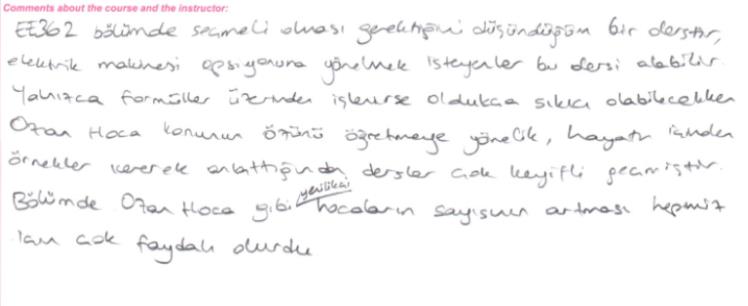 Comments about the course and the instructor:
EE362 bölümde seçmeli olması gerektiğini düşündüğüm bir derstir,
elektrik makinesi opsiyonuna yönelmek isteyenler bu dersi alabilir.
Yalnızca formüller üzerinden işlenirse oldukça sıkıcı olabilecekken
Ozan Hoca konunun özünü öğretmeye yönelik, hayatın içinden
örnekler vererek anlattığından dersler çok keyifli geçmiştir.
Bölümde Ozan Hoca gibi yenilikçi hocaların sayısının artması hepimiz
için çok faydalı olurdu